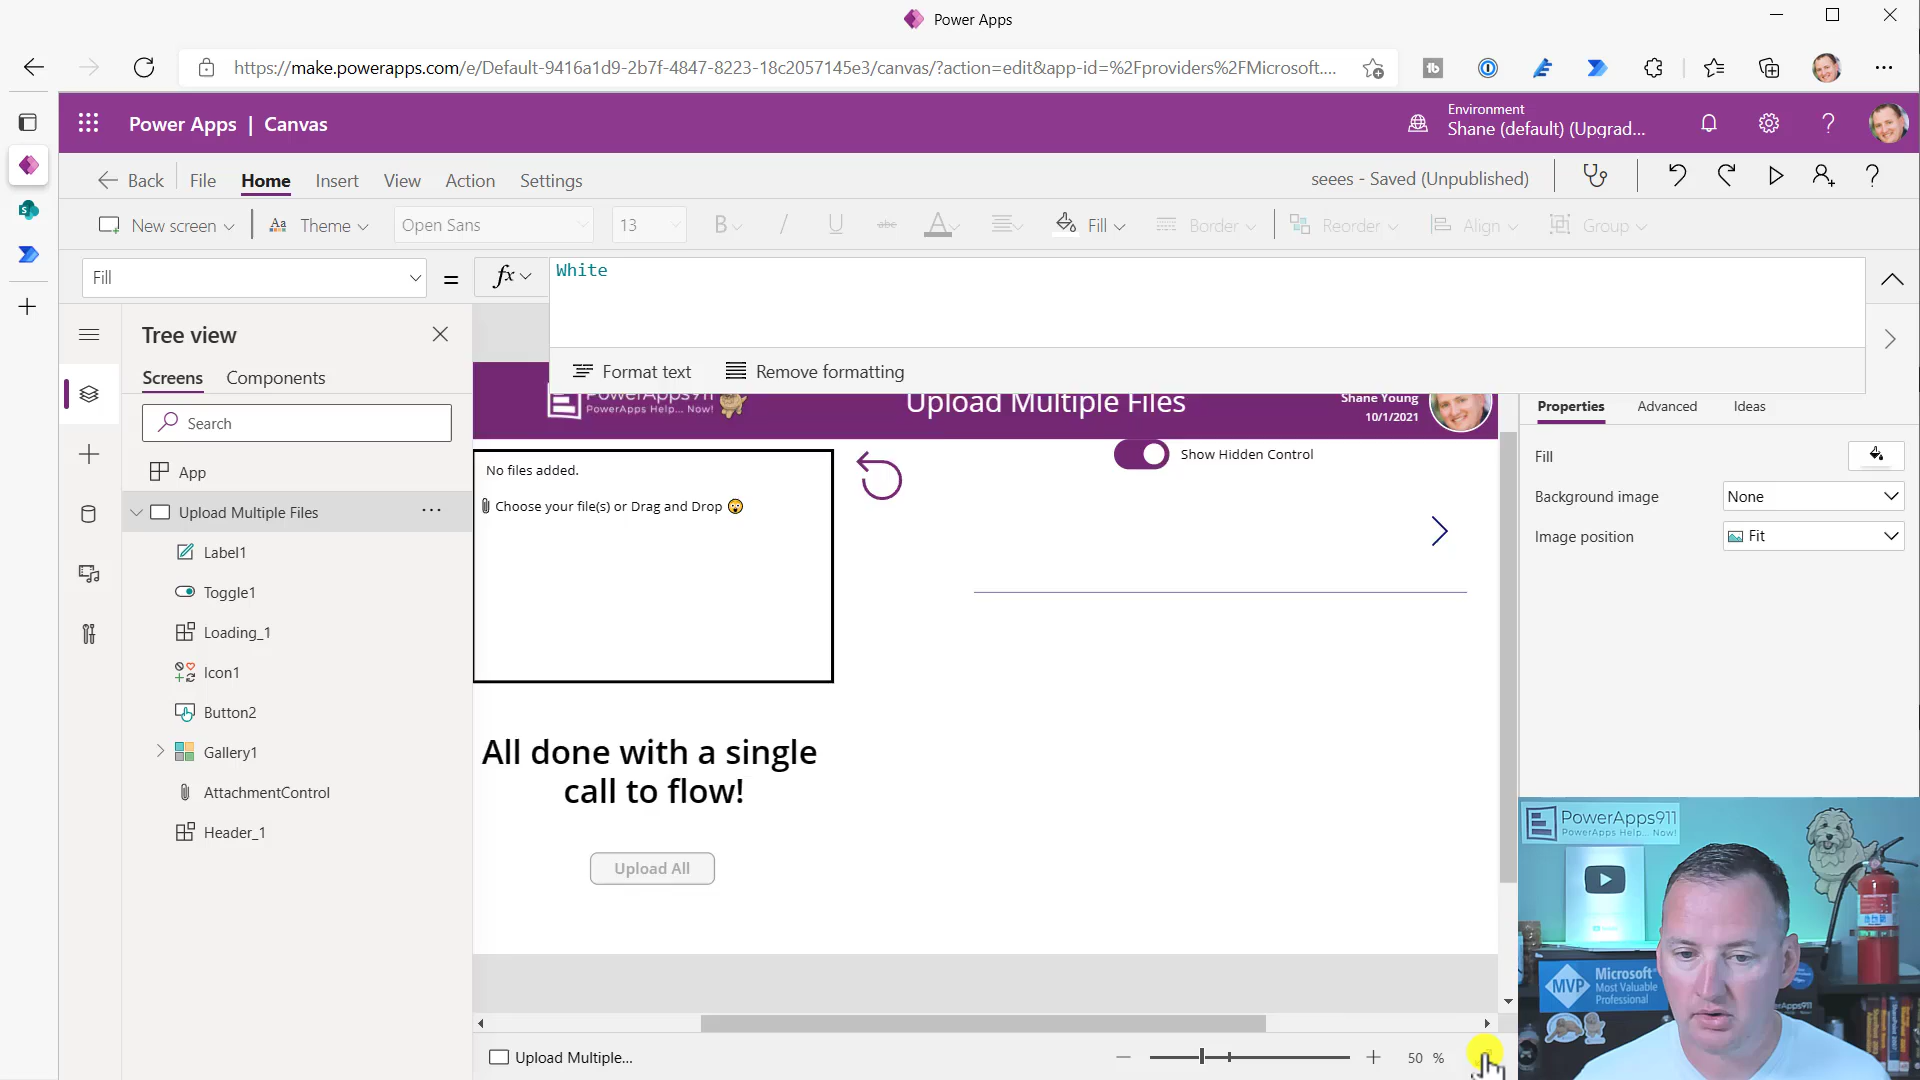 Power Apps
https://make.powerapps.com/e/Default-9416a1d9-2b7f-4847-8223-18c2057145e3/canvas/?action=edit&app-id=%2Fproviders%2FMicrosoft....
Power Apps | Canvas
Environment
Shane (default) (Upgrad...
Back File Home Insert View Action Settings
seees - Saved (Unpublished)
New screen Theme Open Sans 13 B / U abc A Fill Border Reorder Align Group
Fill = fx White
Format text Remove formatting
Tree view
Screens Components
Search
App
Upload Multiple Files
Label1
Toggle1
Loading_1
Icon1
Button2
Gallery1
AttachmentControl
Header_1
PowerApps911
PowerApps Help... Now!
Upload Multiple Files
Shane Young
10/1/2021
No files added.
Choose your file(s) or Drag and Drop 😲
Show Hidden Control
All done with a single
call to flow!
Upload All
Upload Multiple...
50 %
Properties Advanced Ideas
Fill
Background image None
Image position Fit
PowerApps911
PowerApps Help... Now!
MVP
Microsoft
Most Valuable
Professional